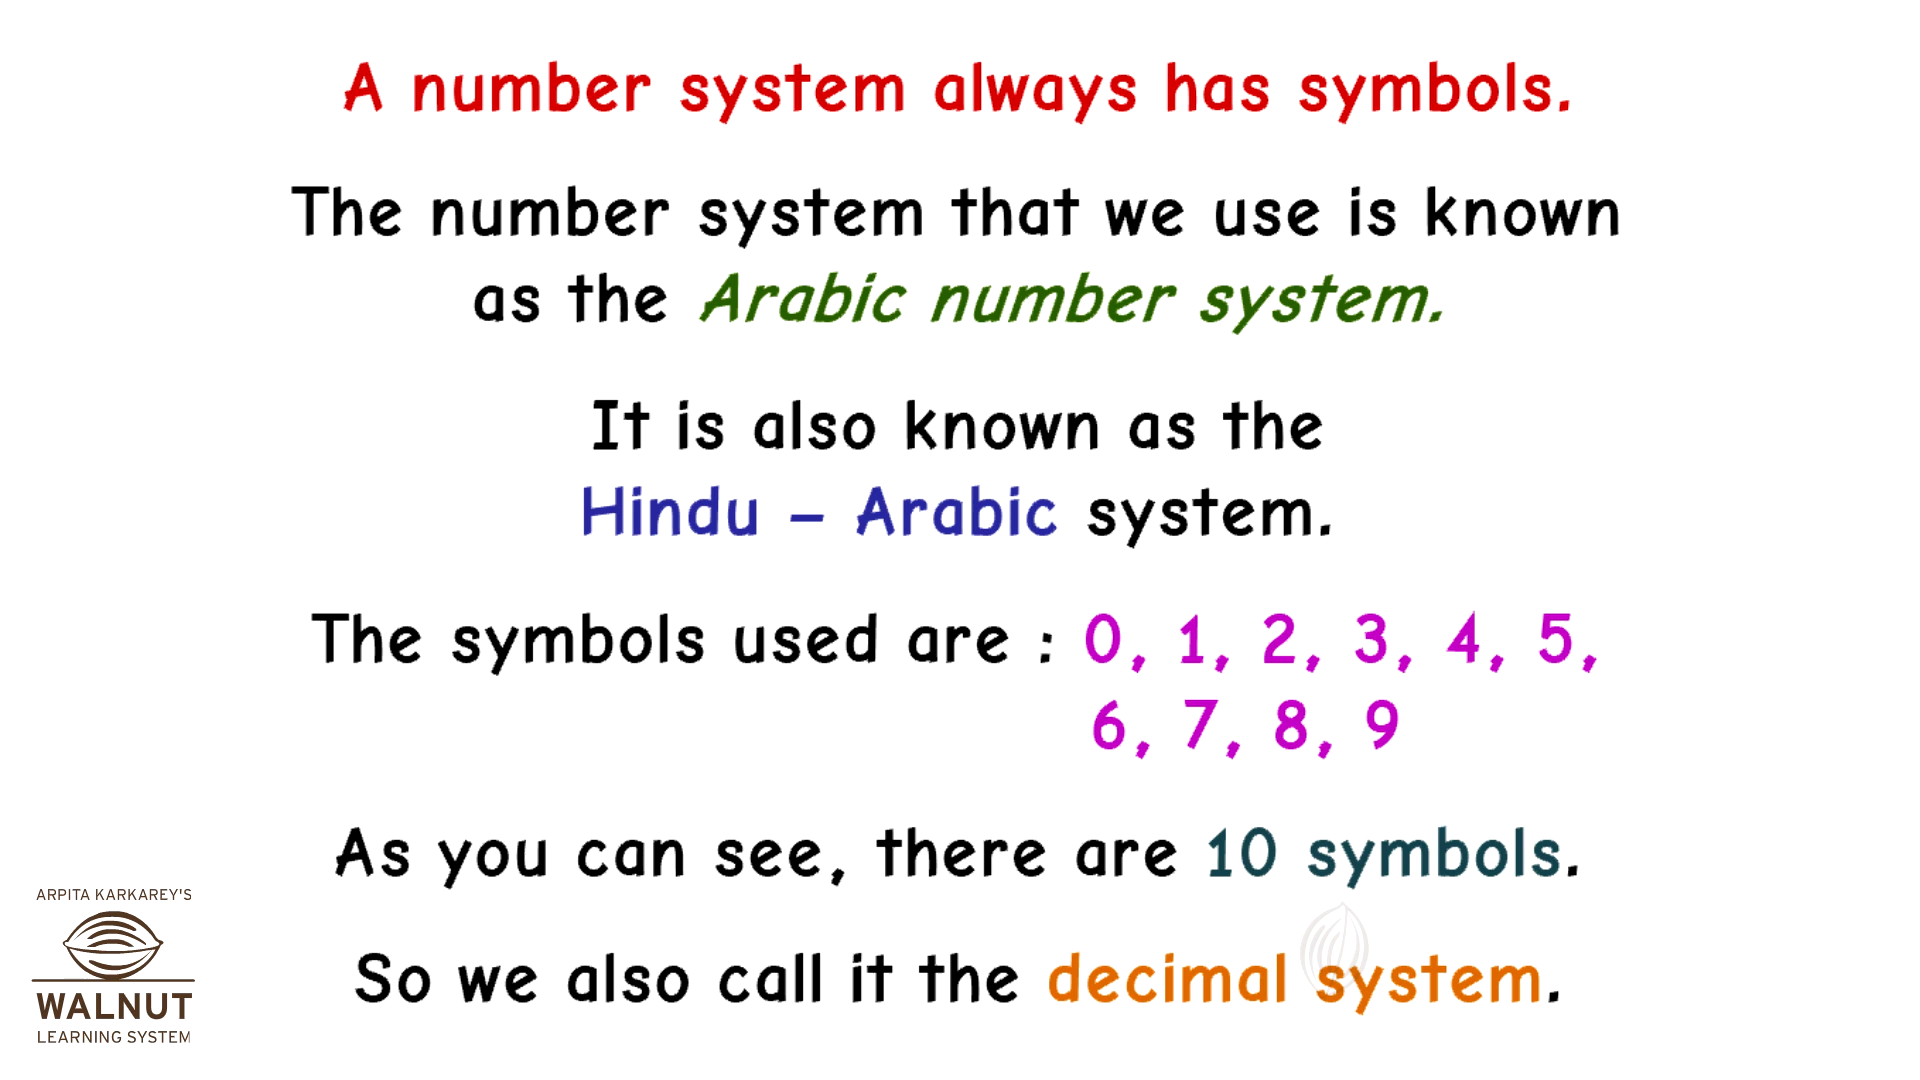 A number system always has symbols.
The number system that we use is known
as the Arabic number system.
It is also known as the
Hindu – Arabic system.
The symbols used are : 0, 1, 2, 3, 4, 5,
6, 7, 8, 9
As you can see, there are 10 symbols.
So we also call it the decimal system.
ARPITA KARKAREY'S
WALNUT
LEARNING SYSTEM